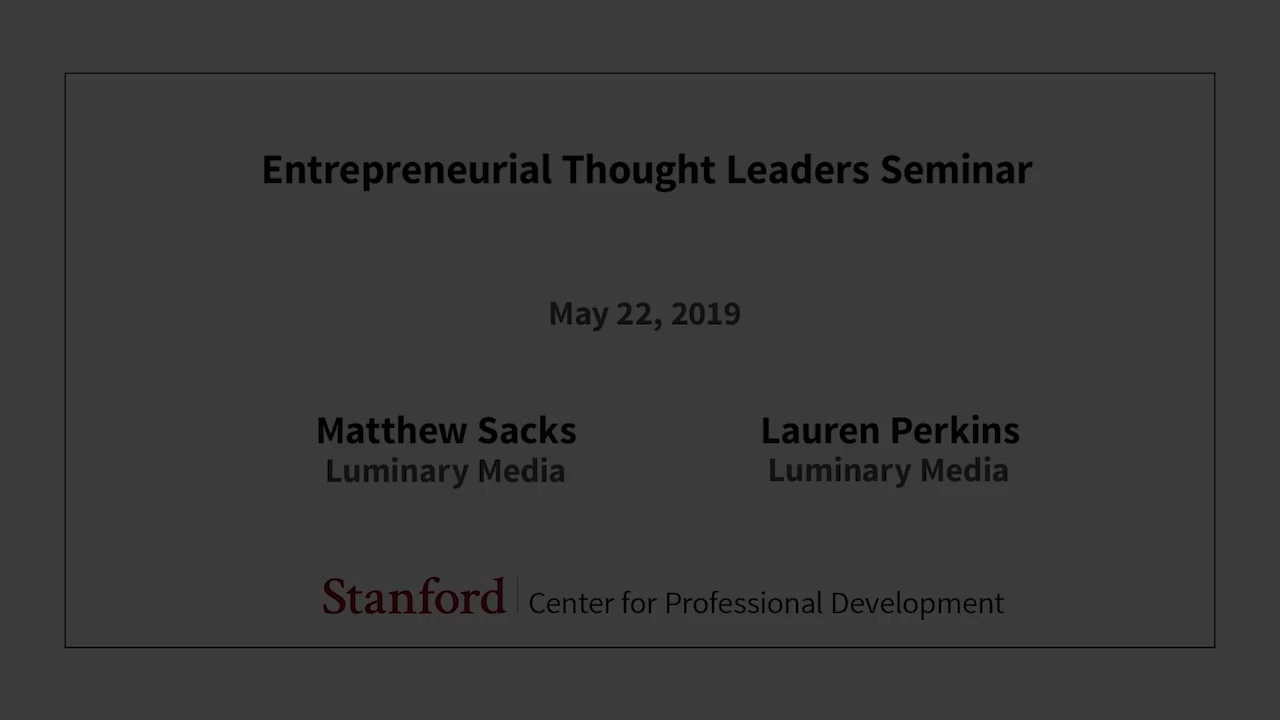 Entrepreneurial Thought Leaders Seminar
May 22, 2019
Matthew Sacks
Luminary Media
Lauren Perkins
Luminary Media
Stanford Center for Professional Development